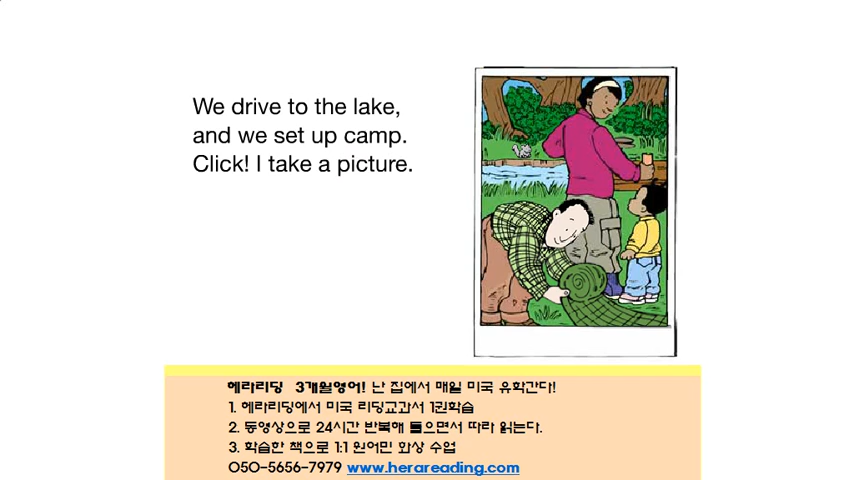 We drive to the lake,
and we set up camp.
Click! I take a picture.
헤라리딩 3개월영어! 난 집에서 매일 미국 유학간다!
1. 헤라리딩에서 미국 리딩교과서 1권학습
2. 동영상으로 24시간 반복해 들으면서 따라 읽는다.
3. 학습한 책으로 1:1 원어민 화상 수업
050-5656-7979 www.herareading.com